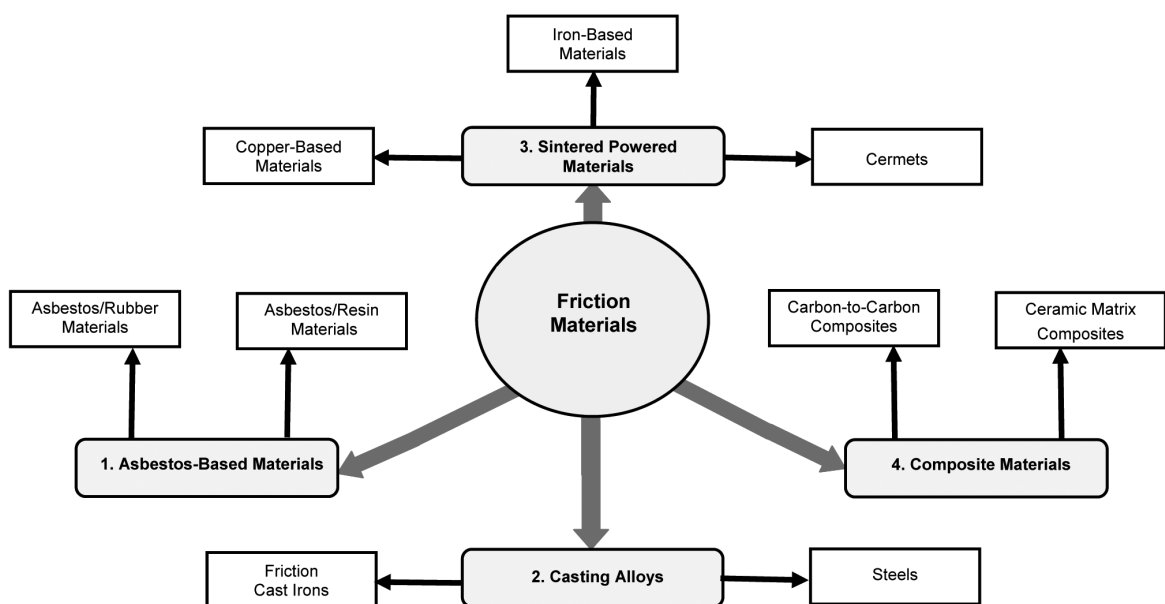 Iron-Based
Materials
Copper-Based
Materials
3. Sintered Powered
Materials
Cermets
Friction
Materials
Asbestos/Rubber
Materials
Asbestos/Resin
Materials
Carbon-to-Carbon
Composites
Ceramic Matrix
Composites
1. Asbestos-Based Materials
4. Composite Materials
Friction
Cast Irons
2. Casting Alloys
Steels